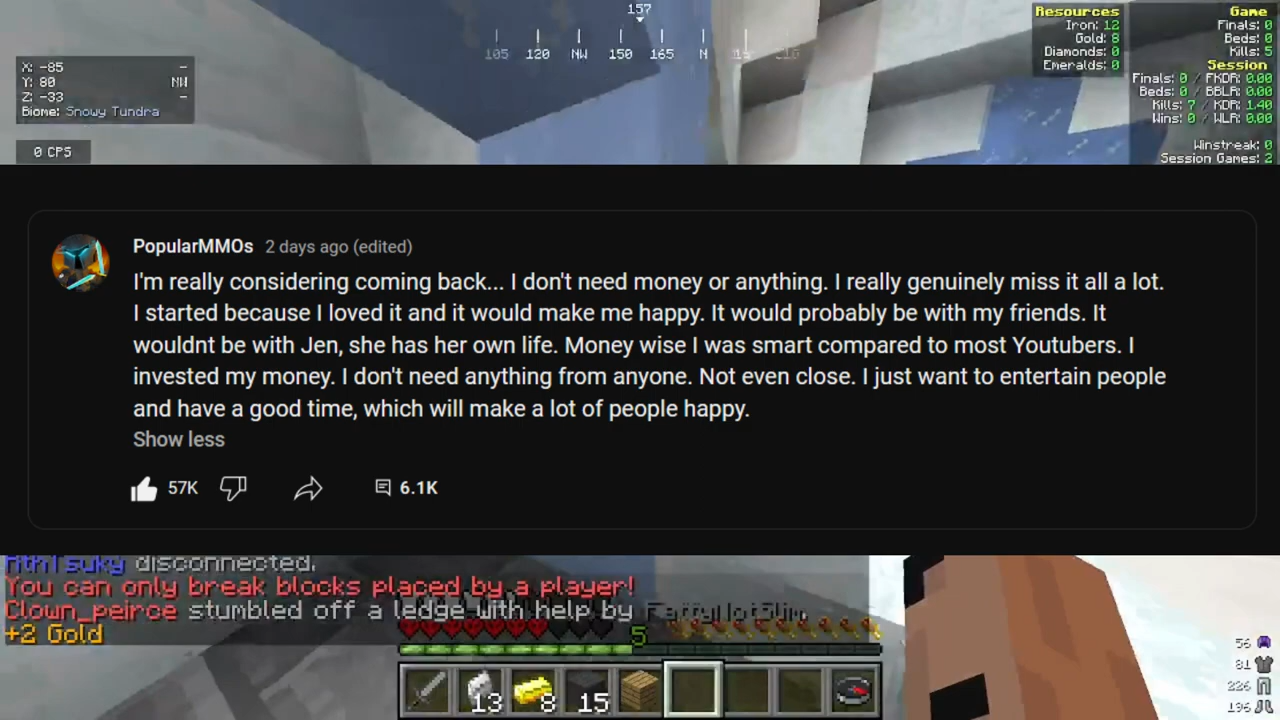 157
105 120 NW 150 165 N 15 210
X: -85 -
Y: 80 NW
Z: -33 -
Biome: Snowy Tundra
0 CPS
Resources
Iron: 12
Gold: 8
Diamonds: 0
Emeralds: 0
Game
Finals: 0
Beds: 0
Kills: 5
Session
Finals: 0 / FKDR: 0.00
Beds: 0 / BBLR: 0.00
Kills: 7 / KDR: 1.40
Wins: 0 / WLR: 0.00
Winstreak: 0
Session Games: 2
PopularMMOs 2 days ago (edited)
I'm really considering coming back... I don't need money or anything. I really genuinely miss it all a lot.
I started because I loved it and it would make me happy. It would probably be with my friends. It
wouldnt be with Jen, she has her own life. Money wise I was smart compared to most Youtubers. I
invested my money. I don't need anything from anyone. Not even close. I just want to entertain people
and have a good time, which will make a lot of people happy.
Show less
57K 6.1K
disconnected.
You can only break blocks placed by a player!
Clown_peirce stumbled off a ledge with help by
+2 Gold
5
13 8 15
56
81
226
196